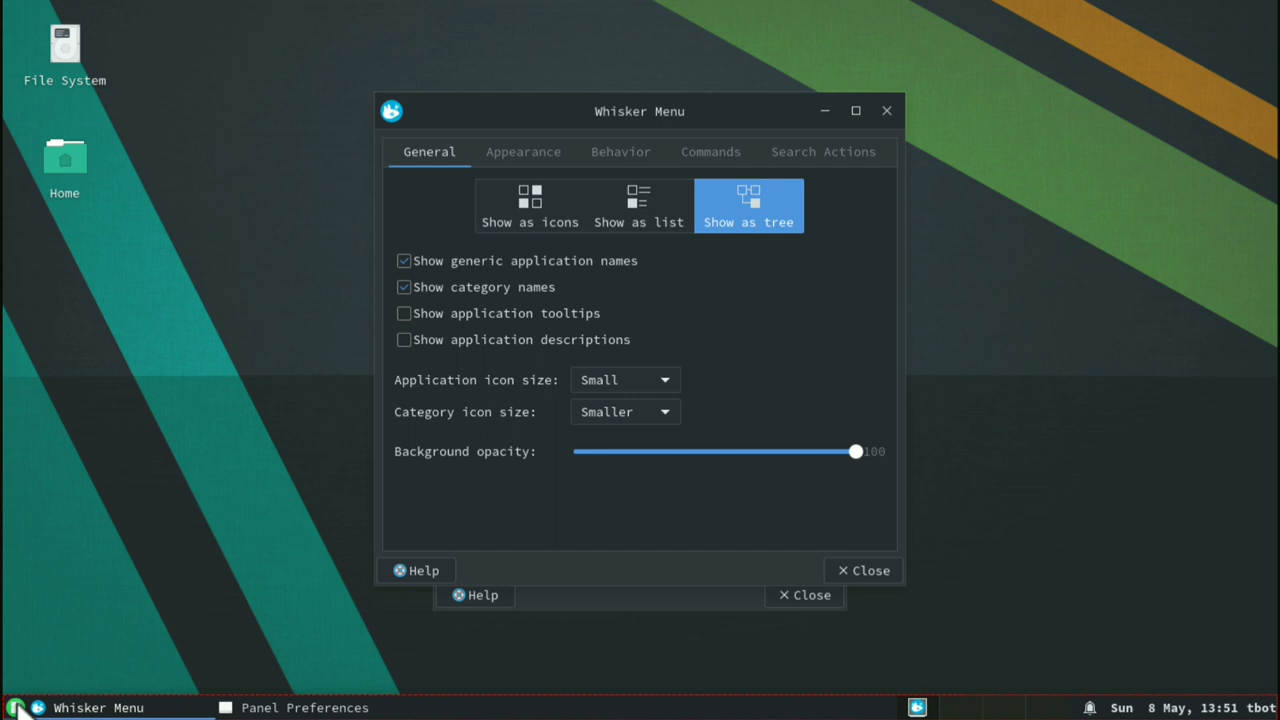 File System
Home
Whisker Menu
General
Appearance
Behavior
Commands
Search Actions
Show as icons
Show as list
Show as tree
Show generic application names
Show category names
Show application tooltips
Show application descriptions
Application icon size: Small
Category icon size: Smaller
Background opacity: 100
Help
Close
Help
Close
Whisker Menu
Panel Preferences
Sun 8 May, 13:51 tbot